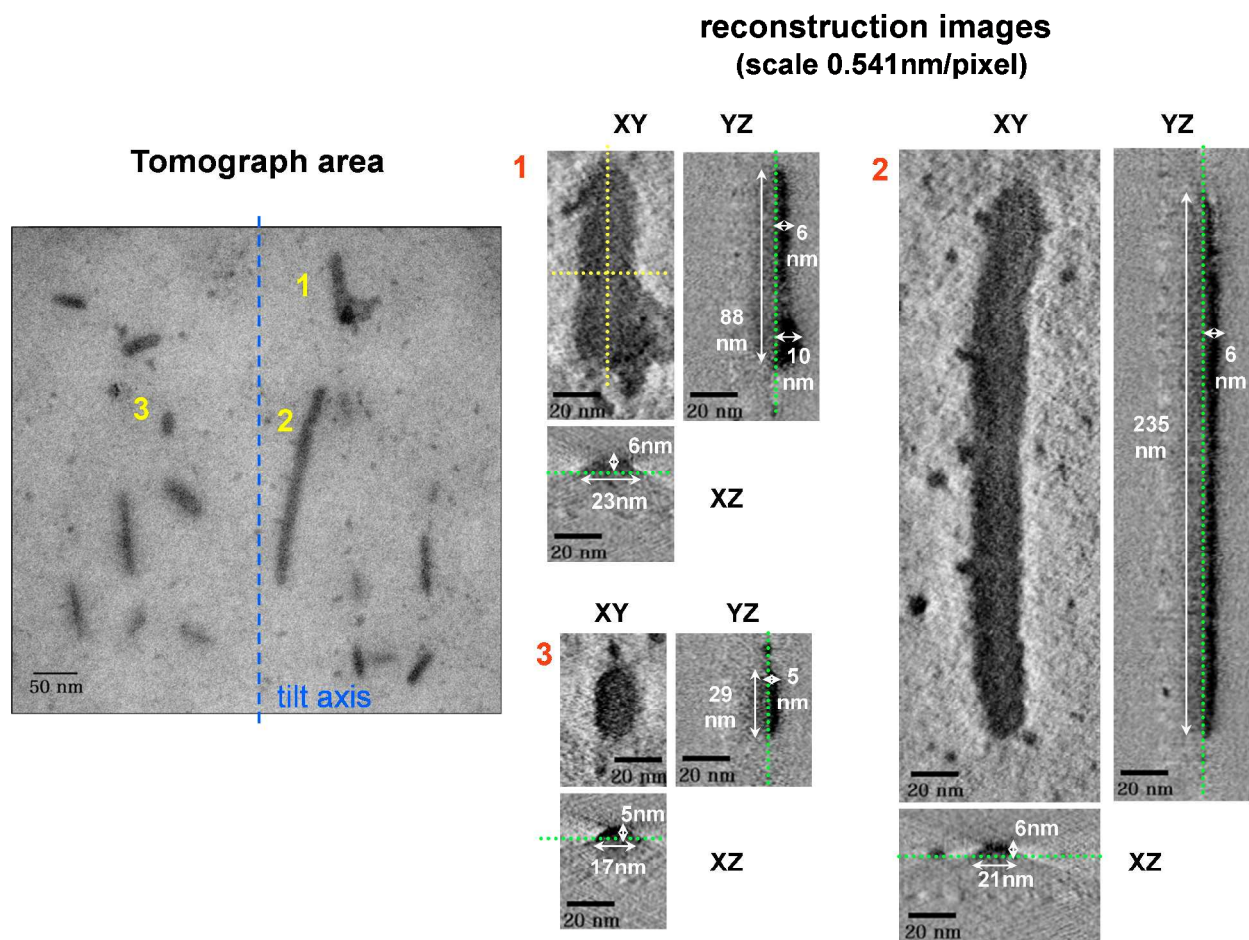 reconstruction images
(scale 0.541nm/pixel)
Tomograph area
1
2
3
50 nm
tilt axis
1
XY
YZ
6
nm
88
nm
10
nm
20 nm
20 nm
6nm
23nm
20 nm
XZ
2
XY
YZ
6
nm
235
nm
20 nm
20 nm
6nm
21nm
20 nm
XZ
3
XY
YZ
5
nm
29
nm
20 nm
20 nm
5nm
17nm
20 nm
XZ